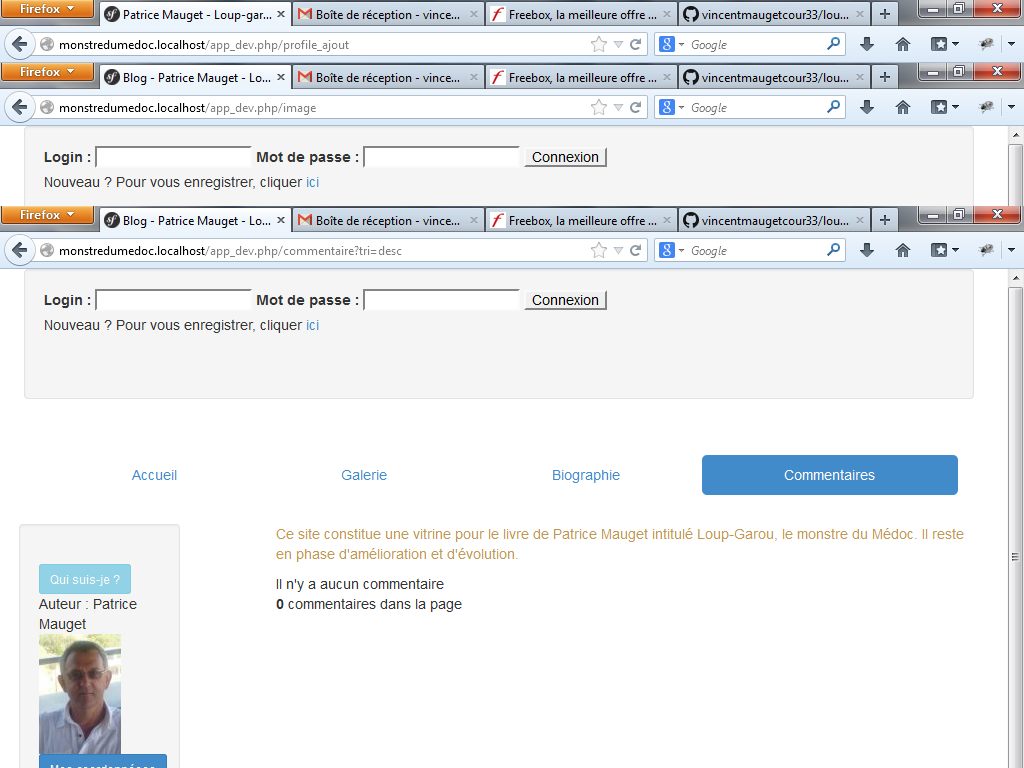 Firefox
Patrice Mauget - Loup-gar...
Boîte de réception - vince...
Freebox, la meilleure offre ...
vincentmaugetcour33/lou...
monstredumedoc.localhost/app_dev.php/profile_ajout
Google
Firefox
Blog - Patrice Mauget - Lo...
Boîte de réception - vince...
Freebox, la meilleure offre ...
vincentmaugetcour33/lou...
monstredumedoc.localhost/app_dev.php/image
Google
Login : Mot de passe : Connexion
Nouveau ? Pour vous enregistrer, cliquer ici
Firefox
Blog - Patrice Mauget - Lo...
Boîte de réception - vince...
Freebox, la meilleure offre ...
vincentmaugetcour33/lou...
monstredumedoc.localhost/app_dev.php/commentaire?tri=desc
Google
Login : Mot de passe : Connexion
Nouveau ? Pour vous enregistrer, cliquer ici
Accueil Galerie Biographie Commentaires
Ce site constitue une vitrine pour le livre de Patrice Mauget intitulé Loup-Garou, le monstre du Médoc. Il reste
en phase d'amélioration et d'évolution.
Il n'y a aucun commentaire
0 commentaires dans la page
Qui suis-je ?
Auteur : Patrice
Mauget